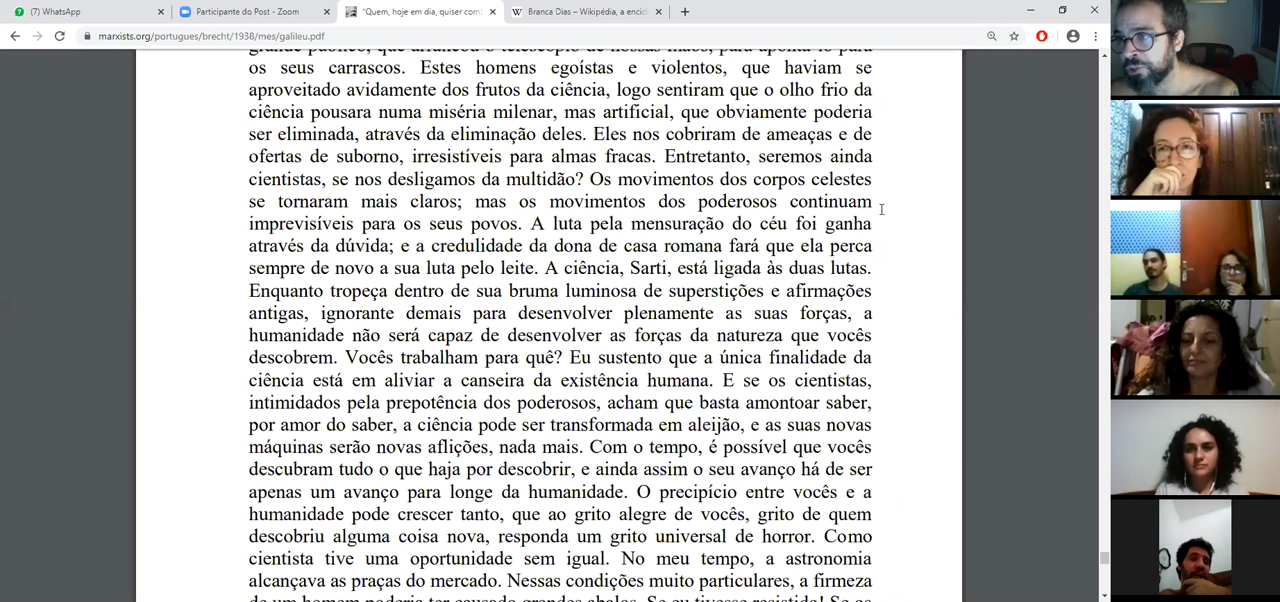 (7) WhatsApp
Participante do Post - Zoom
"Quem, hoje em dia, quiser com
Branca Dias – Wikipédia, a encic
marxists.org/portugues/brecht/1938/mes/galileu.pdf
os seus carrascos. Estes homens egoístas e violentos, que haviam se
aproveitado avidamente dos frutos da ciência, logo sentiram que o olho frio da
ciência pousara numa miséria milenar, mas artificial, que obviamente poderia
ser eliminada, através da eliminação deles. Eles nos cobriram de ameaças e de
ofertas de suborno, irresistíveis para almas fracas. Entretanto, seremos ainda
cientistas, se nos desligamos da multidão? Os movimentos dos corpos celestes
se tornaram mais claros; mas os movimentos dos poderosos continuam
imprevisíveis para os seus povos. A luta pela mensuração do céu foi ganha
através da dúvida; e a credulidade da dona de casa romana fará que ela perca
sempre de novo a sua luta pelo leite. A ciência, Sarti, está ligada às duas lutas.
Enquanto tropeça dentro de sua bruma luminosa de superstições e afirmações
antigas, ignorante demais para desenvolver plenamente as suas forças, a
humanidade não será capaz de desenvolver as forças da natureza que vocês
descobrem. Vocês trabalham para quê? Eu sustento que a única finalidade da
ciência está em aliviar a canseira da existência humana. E se os cientistas,
intimidados pela prepotência dos poderosos, acham que basta amontoar saber,
por amor do saber, a ciência pode ser transformada em aleijão, e as suas novas
máquinas serão novas aflições, nada mais. Com o tempo, é possível que vocês
descubram tudo o que haja por descobrir, e ainda assim o seu avanço há de ser
apenas um avanço para longe da humanidade. O precipício entre vocês e a
humanidade pode crescer tanto, que ao grito alegre de vocês, grito de quem
descobriu alguma coisa nova, responda um grito universal de horror. Como
cientista tive uma oportunidade sem igual. No meu tempo, a astronomia
alcançava as praças do mercado. Nessas condições muito particulares, a firmeza